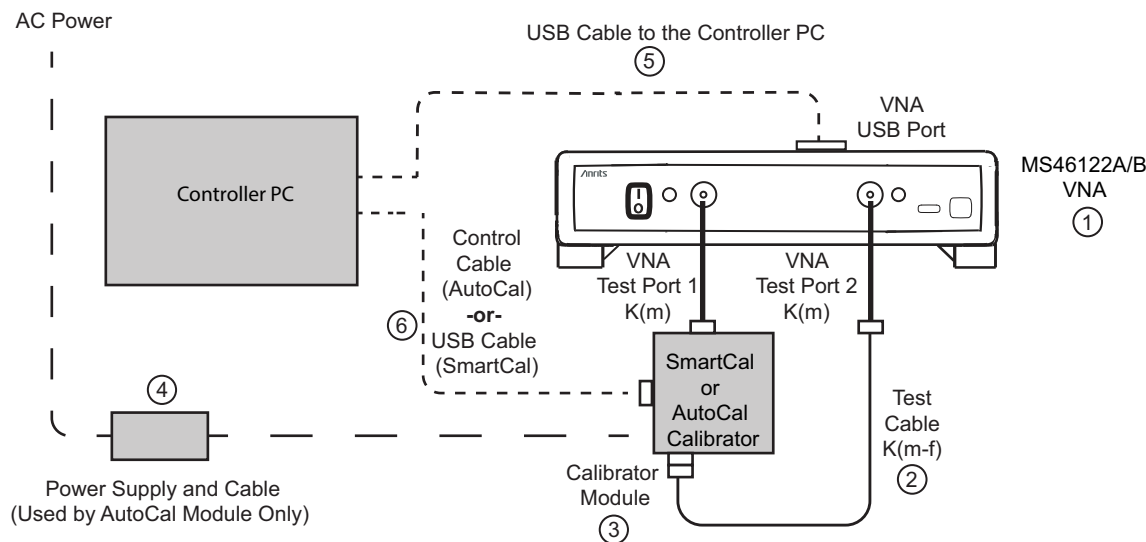 AC Power
USB Cable to the Controller PC
5
VNA
USB Port
Annts
MS46122A/B
VNA
1
Controller PC
Control
Cable
(AutoCal)
-or-
USB Cable
(SmartCal)
6
VNA
Test Port 1
K(m)
VNA
Test Port 2
K(m)
SmartCal
or
AutoCal
Calibrator
4
Power Supply and Cable
(Used by AutoCal Module Only)
Calibrator
Module
3
Test
Cable
K(m-f)
2